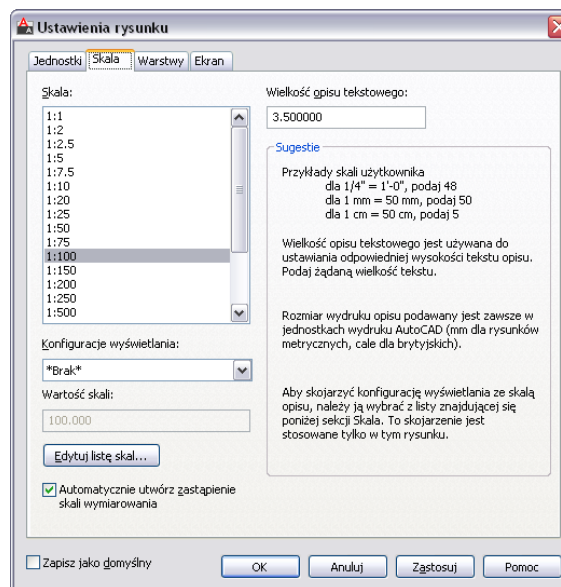 Ustawienia rysunku
Jednostki Skala Warstwy Ekran
Skala:
1:1
1:2
1:2.5
1:5
1:7.5
1:10
1:20
1:25
1:50
1:75
1:100
1:150
1:200
1:250
1:500
Konfiguracje wyświetlania:
*Brak*
Wartość skali:
100.000
Edytuj listę skal...
Automatycznie utwórz zastąpienie
skali wymiarowania
Wielkość opisu tekstowego:
3.500000
Sugestie
Przykłady skali użytkownika
dla 1/4" = 1'-0", podaj 48
dla 1 mm = 50 mm, podaj 50
dla 1 cm = 50 cm, podaj 5
Wielkość opisu tekstowego jest używana do
ustawiania odpowiedniej wysokości tekstu opisu.
Podaj żądaną wielkość tekstu.
Rozmiar wydruku opisu podawany jest zawsze w
jednostkach wydruku AutoCAD (mm dla rysunków
metrycznych, cale dla brytyjskich).
Aby skojarzyć konfigurację wyświetlania ze skalą
opisu, należy ją wybrać z listy znajdującej się
poniżej sekcji Skala. To skojarzenie jest
stosowane tylko w tym rysunku.
Zapisz jako domyślny
OK Anuluj Zastosuj Pomoc